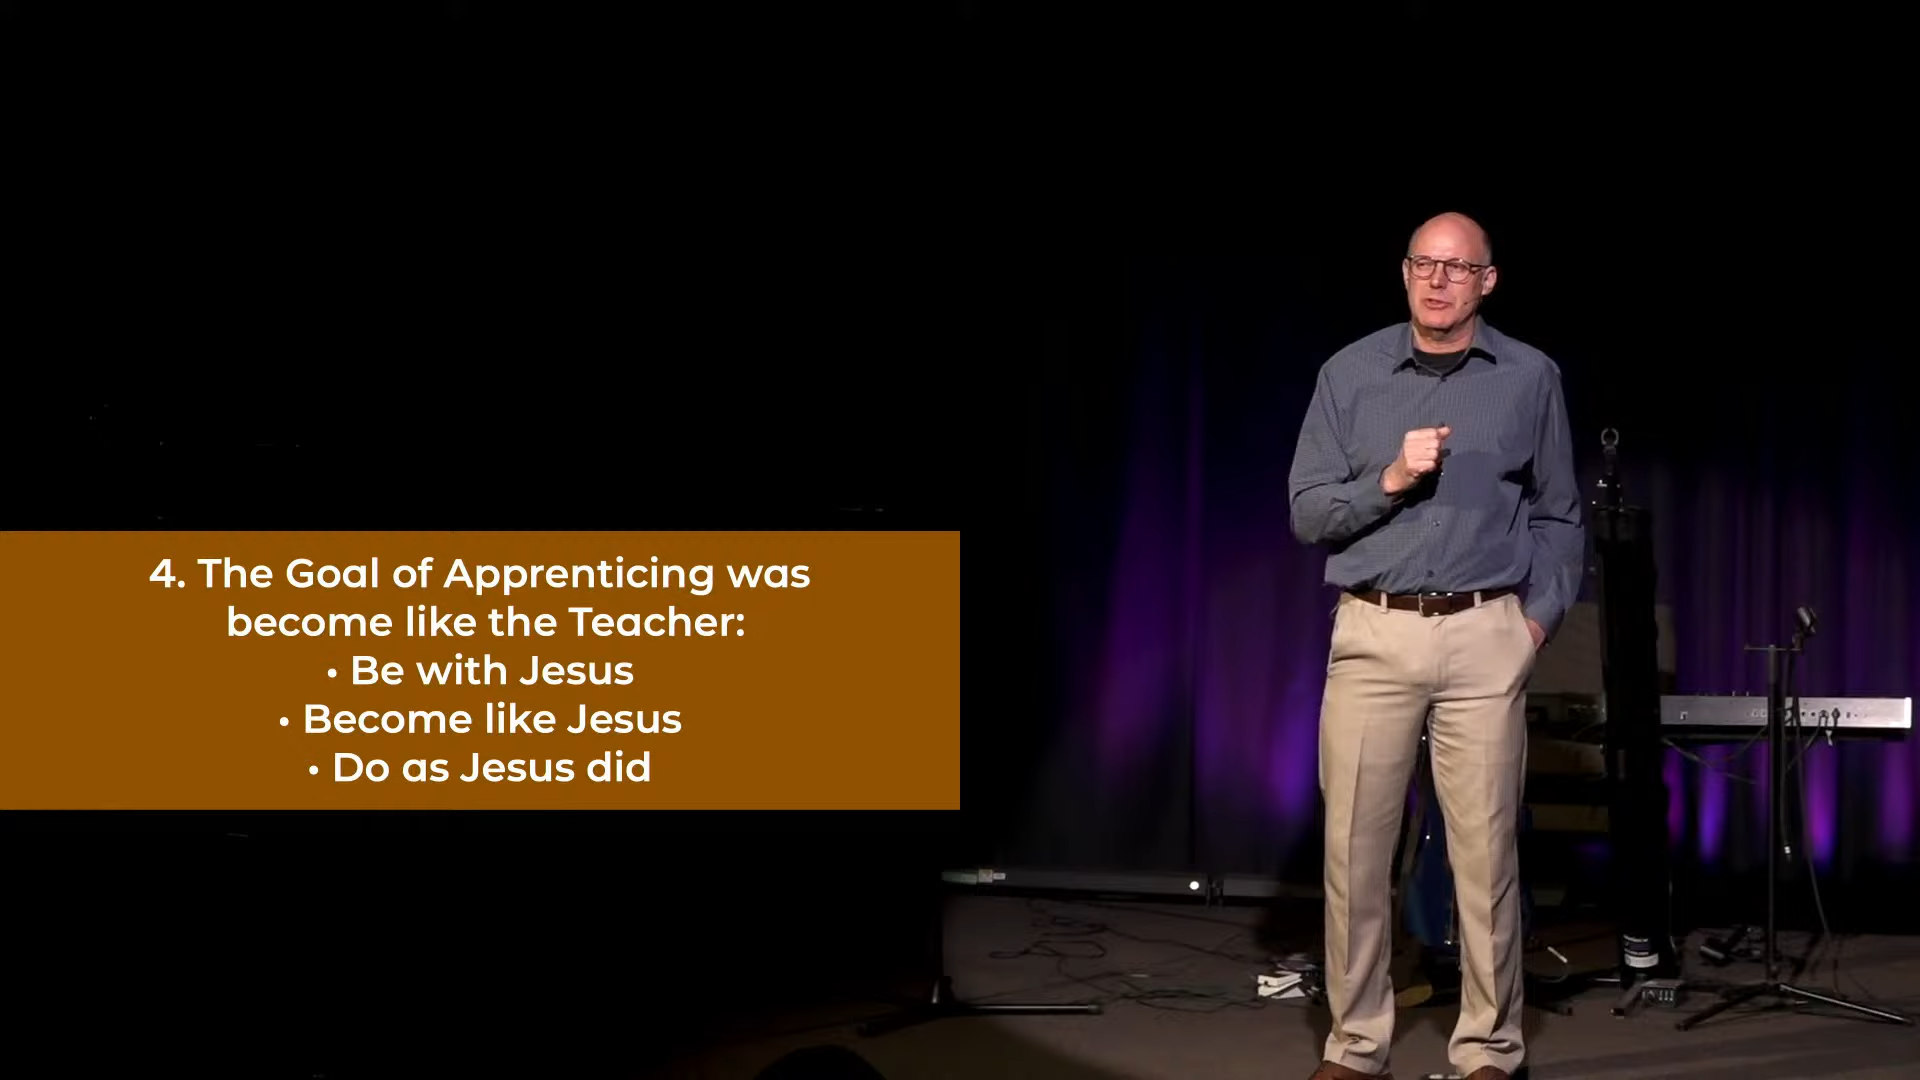 4. The Goal of Apprenticing was
become like the Teacher:
• Be with Jesus
• Become like Jesus
• Do as Jesus did